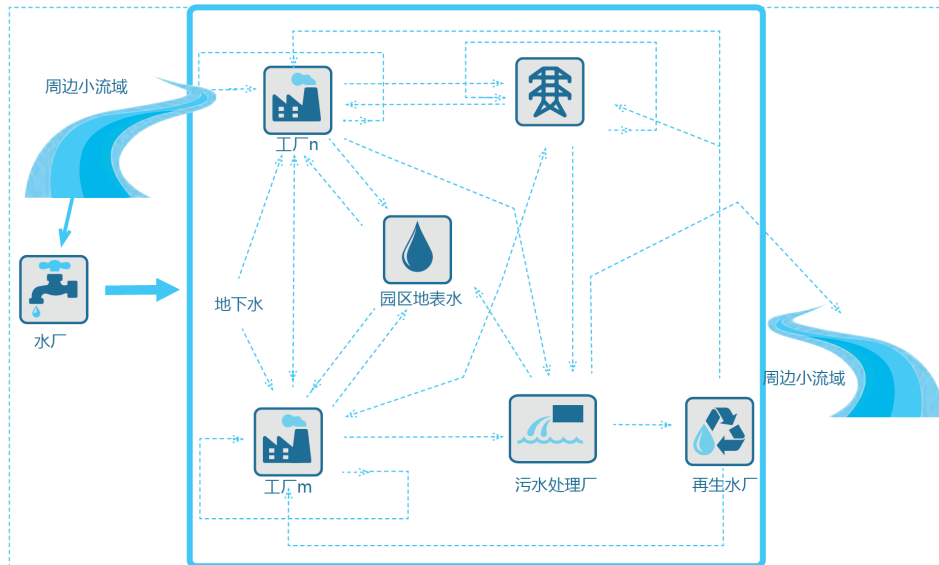 周边小流域
工厂n
地下水
园区地表水
水厂
周边小流域
工厂m
污水处理厂
再生水厂